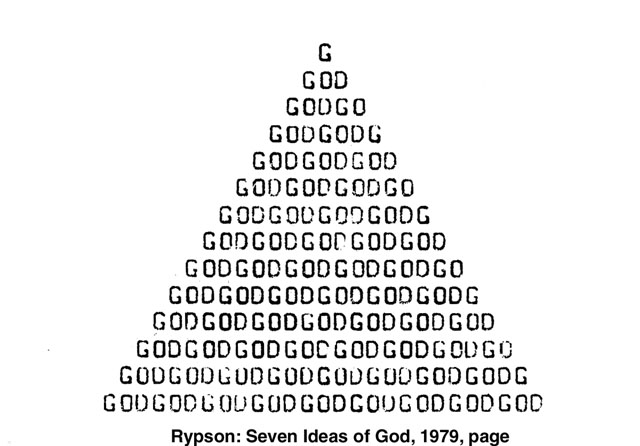 G
GOD
GODGO
GODGODG
GODGODGOD
GODGODGODGO
GODGODGODGODG
GODGODGODGODGOD
GODGODGODGODGODGO
GODGODGODGODGODGODG
GODGODGODGODGODGODGOD
GODGODGODGODGODGODGODGO
GODGODGODGODGODGODGODGODG
GODGODGODGODGODGODGODGODGOD
Rypson: Seven Ideas of God, 1979, page